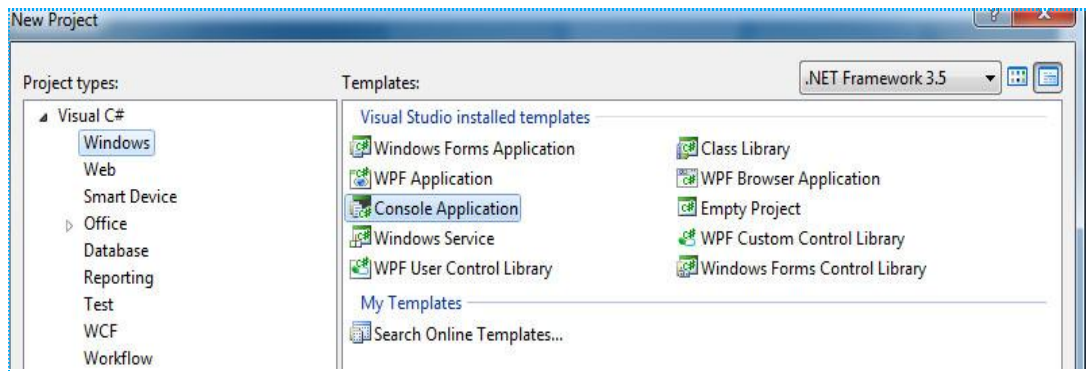 New Project
?
Project types:
Templates:
.NET Framework 3.5
Visual C#
Windows
Web
Smart Device
Office
Database
Reporting
Test
WCF
Workflow
Visual Studio installed templates
Windows Forms Application
Class Library
WPF Application
WPF Browser Application
Console Application
Empty Project
Windows Service
WPF Custom Control Library
WPF User Control Library
Windows Forms Control Library
My Templates
Search Online Templates...